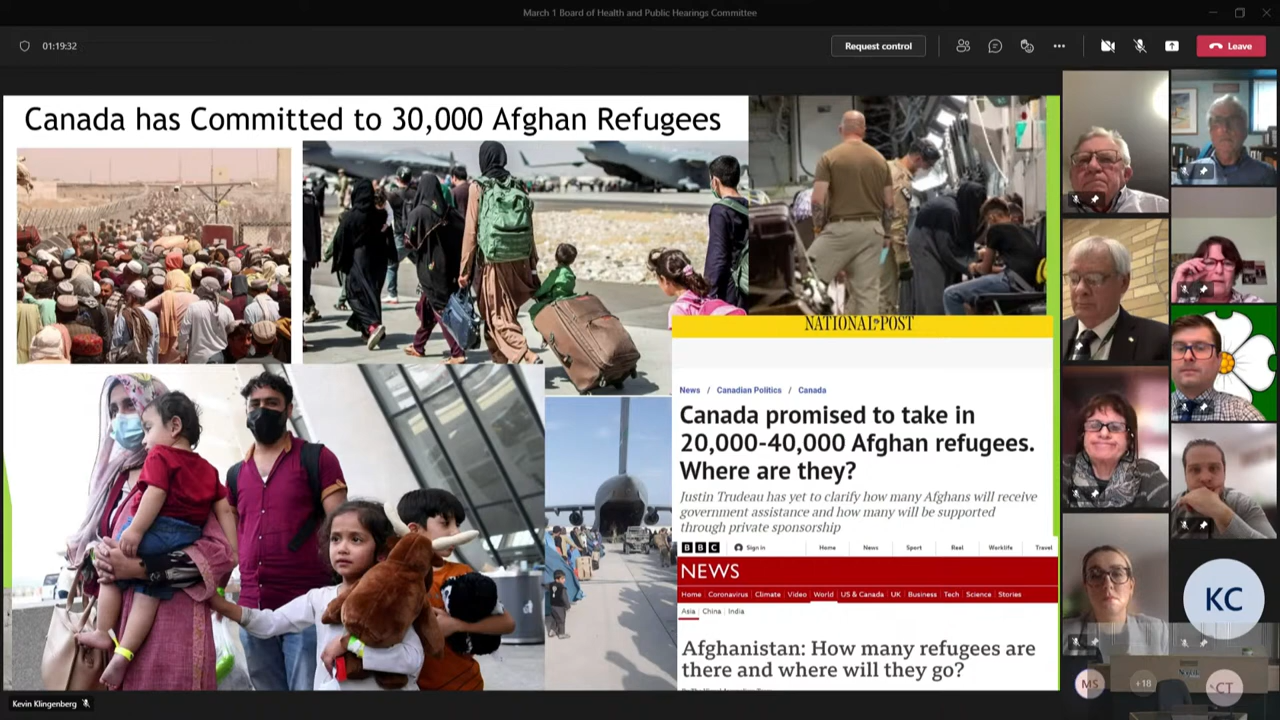 March 1 Board of Health and Public Hearings Committee
01:19:32
Request control
Leave
Canada has Committed to 30,000 Afghan Refugees
NATIONAL POST
News / Canadian Politics / Canada
Canada promised to take in
20,000-40,000 Afghan refugees.
Where are they?
Justin Trudeau has yet to clarify how many Afghans will receive
government assistance and how many will be supported
through private sponsorship
BBC Sign in Home News Sport Reel Worklife Travel
NEWS
Home Coronavirus Climate Video World US & Canada UK Business Tech Science Stories
Asia China India
Afghanistan: How many refugees are
there and where will they go?
KC
MS
+18
CT
Kevin Klingenberg